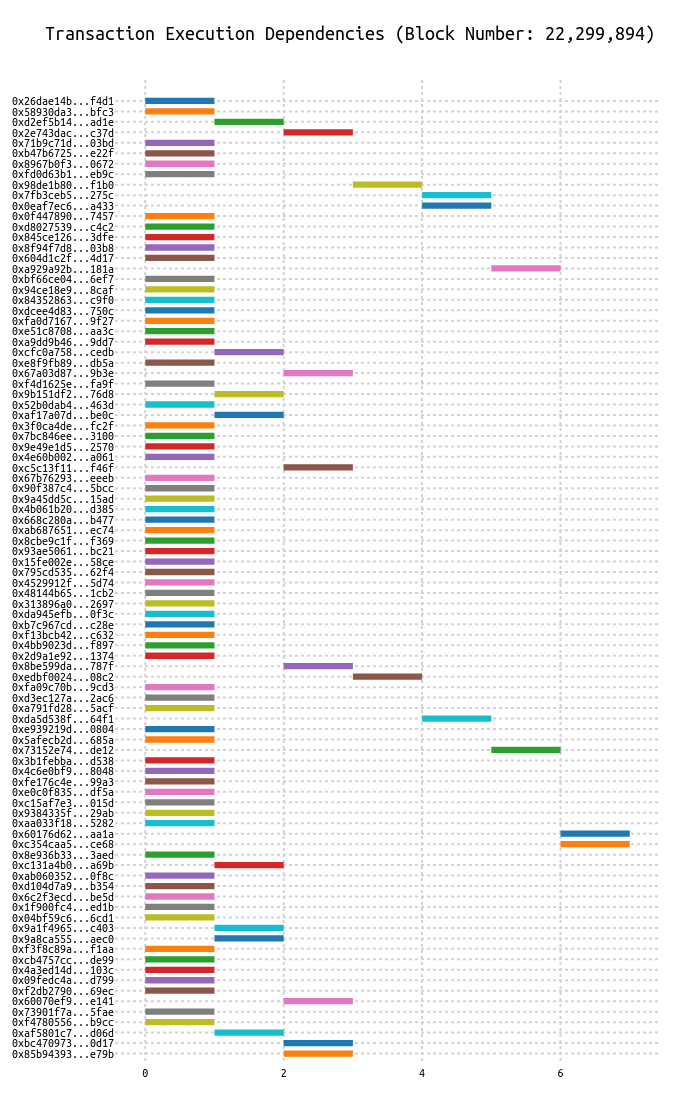 Transaction Execution Dependencies (Block Number: 22,299,894)
0x26dae14b...f4d1
0x58930da3...bfc3
0xd2ef5b14...ad1e
0x2e743dac...c37d
0x71b9c71d...03bd
0xb47b6725...e22f
0x8967b0f3...0672
0xfd0d63b1...eb9c
0x98de1b80...f1b0
0x7fb3ceb5...275c
0x0eaf7ec6...a433
0x0f447890...7457
0xd8027539...c4c2
0x845ce126...3dfe
0x8f94f7d8...03b8
0x604d1c2f...4d17
0xa929a92b...181a
0xbf66ce04...6ef7
0x94ce18e9...8caf
0x84352863...c9f0
0xdcee4d83...750c
0xfa0d7167...9f27
0xe51c8708...aa3c
0xa9dd9b46...9dd7
0xcfc0a758...cedb
0xe8f9fb89...db5a
0x67a03d87...9b3e
0xf4d1625e...fa9f
0x9b151df2...76d8
0x52b0dab4...463d
0xaf17a07d...be0c
0x3f0ca4de...fc2f
0x7bc846ee...3100
0x9e49e1d5...2570
0x4e60b002...a061
0xc5c13f11...f46f
0x67b76293...eeeb
0x90f387c4...5bcc
0x9a45dd5c...15ad
0x4b061b20...d385
0x668c280a...b477
0xab687651...ec74
0x8cbe9c1f...f369
0x93ae5061...bc21
0x15fe002e...58ce
0x795cd535...62f4
0x4529912f...5d74
0x48144b65...1cb2
0x313896a0...2697
0xda945efb...0f3c
0xb7c967cd...c28e
0xf13bcb42...c632
0x4bb9023d...f897
0x2d9a1e92...1374
0x8be599da...787f
0xedbf0024...08c2
0xfa09c70b...9cd3
0xd3ec127a...2ac6
0xa791fd28...5acf
0xda5d538f...64f1
0xe939219d...0804
0x5afecb2d...685a
0x73152e74...de12
0x3b1febba...d538
0x4c6e0bf9...8048
0xfe176c4e...99a3
0xe0c0f835...df5a
0xc15af7e3...015d
0x9384335f...29ab
0xaa033f18...5282
0x60176d62...aa1a
0xc354caa5...ce68
0x8e936b33...3aed
0xc131a4b0...a69b
0xab060352...0f8c
0xd104d7a9...b354
0x6c2f3ecd...be5d
0x1f900fc4...ed1b
0x04bf59c6...6cd1
0x9a1f4965...c403
0x9a8ca555...aec0
0xf3f8c89a...f1aa
0xcb4757cc...de99
0x4a3ed14d...103c
0x09fedc4a...d799
0xf2db2790...69ec
0x60070ef9...e141
0x73901f7a...5fae
0xf4780556...b9cc
0xaf5801c7...d06d
0xbc470973...0d17
0x85b94393...e79b
0 2 4 6